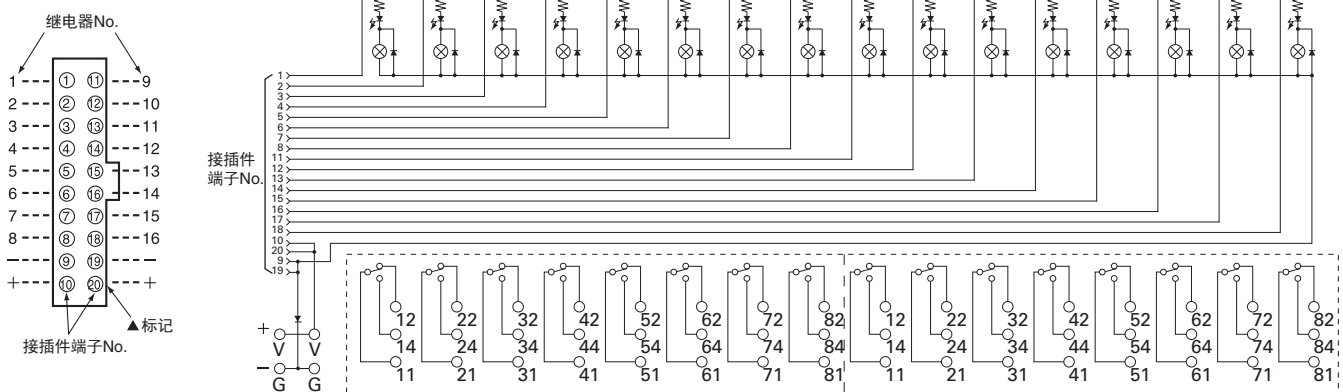 继电器No.
1 ① ⑪ 9
2 ② ⑫ 10
3 ③ ⑬ 11
4 ④ ⑭ 12
5 ⑤ ⑮ 13
6 ⑥ ⑯ 14
7 ⑦ ⑰ 15
8 ⑧ ⑱ 16
— ⑨ ⑲ —
+ ⑩ ⑳ +
▲标记
接插件端子No.
接插件
端子No.
1
2
3
4
5
6
7
8
11
12
13
14
15
16
17
18
10
20
9
19
+ V V
− G G
12 22 32 42 52 62 72 82 12 22 32 42 52 62 72 82
14 24 34 44 54 64 74 84 14 24 34 44 54 64 74 84
11 21 31 41 51 61 71 81 11 21 31 41 51 61 71 81